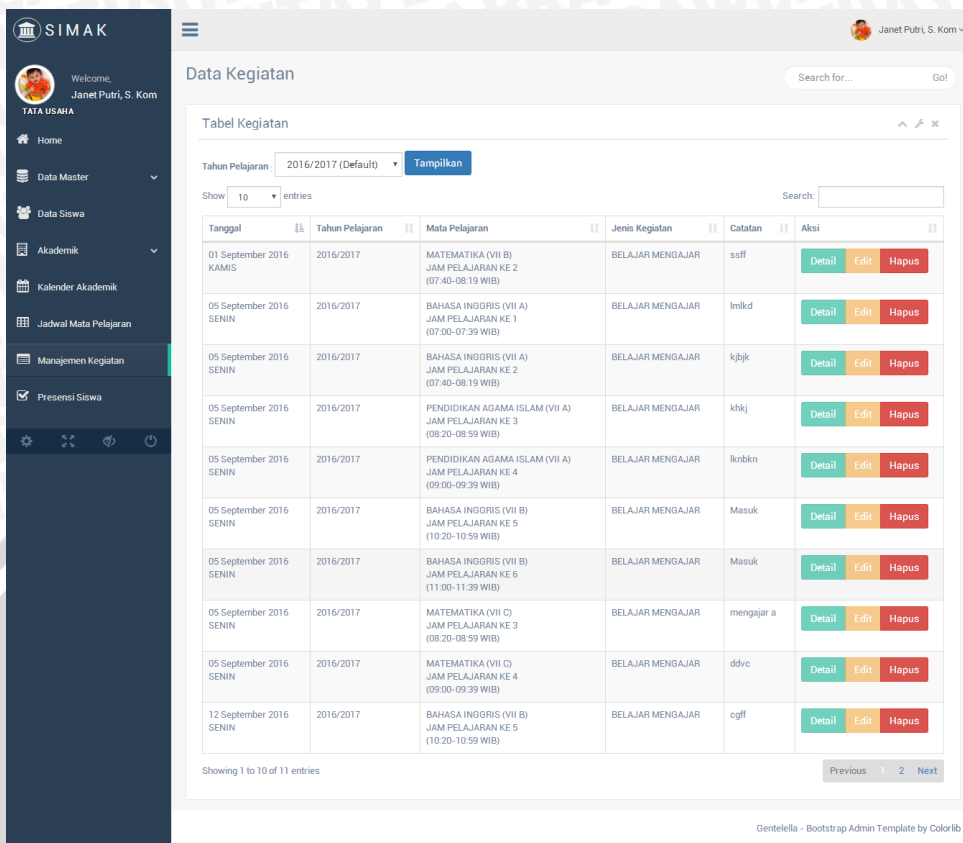 SIMAK
Janet Putri, S. Kom
Welcome,
Janet Putri, S. Kom
TATA USAHA
Home
Data Master
Data Siswa
Akademik
Kalender Akademik
Jadwal Mata Pelajaran
Manajemen Kegiatan
Presensi Siswa
Data Kegiatan
Search for... Go!
Tabel Kegiatan
Tahun Pelajaran : 2016/2017 (Default) Tampilkan
Show 10 entries Search:
Tanggal Tahun Pelajaran Mata Pelajaran Jenis Kegiatan Catatan Aksi
01 September 2016 2016/2017 MATEMATIKA (VII B) BELAJAR MENGAJAR ssff Detail Edit Hapus
KAMIS JAM PELAJARAN KE 2
(07:40-08:19 WIB)
05 September 2016 2016/2017 BAHASA INGGRIS (VII A) BELAJAR MENGAJAR lmlkd Detail Edit Hapus
SENIN JAM PELAJARAN KE 1
(07:00-07:39 WIB)
05 September 2016 2016/2017 BAHASA INGGRIS (VII A) BELAJAR MENGAJAR kjbjk Detail Edit Hapus
SENIN JAM PELAJARAN KE 2
(07:40-08:19 WIB)
05 September 2016 2016/2017 PENDIDIKAN AGAMA ISLAM (VII A) BELAJAR MENGAJAR khkj Detail Edit Hapus
SENIN JAM PELAJARAN KE 3
(08:20-08:59 WIB)
05 September 2016 2016/2017 PENDIDIKAN AGAMA ISLAM (VII A) BELAJAR MENGAJAR lknbkn Detail Edit Hapus
SENIN JAM PELAJARAN KE 4
(09:00-09:39 WIB)
05 September 2016 2016/2017 BAHASA INGGRIS (VII B) BELAJAR MENGAJAR Masuk Detail Edit Hapus
SENIN JAM PELAJARAN KE 5
(10:20-10:59 WIB)
05 September 2016 2016/2017 BAHASA INGGRIS (VII B) BELAJAR MENGAJAR Masuk Detail Edit Hapus
SENIN JAM PELAJARAN KE 6
(11:00-11:39 WIB)
05 September 2016 2016/2017 MATEMATIKA (VII C) BELAJAR MENGAJAR mengajar a Detail Edit Hapus
SENIN JAM PELAJARAN KE 3
(08:20-08:59 WIB)
05 September 2016 2016/2017 MATEMATIKA (VII C) BELAJAR MENGAJAR ddvc Detail Edit Hapus
SENIN JAM PELAJARAN KE 4
(09:00-09:39 WIB)
12 September 2016 2016/2017 BAHASA INGGRIS (VII B) BELAJAR MENGAJAR cgff Detail Edit Hapus
SENIN JAM PELAJARAN KE 5
(10:20-10:59 WIB)
Showing 1 to 10 of 11 entries Previous 1 2 Next
Gentelella - Bootstrap Admin Template by Colorlib